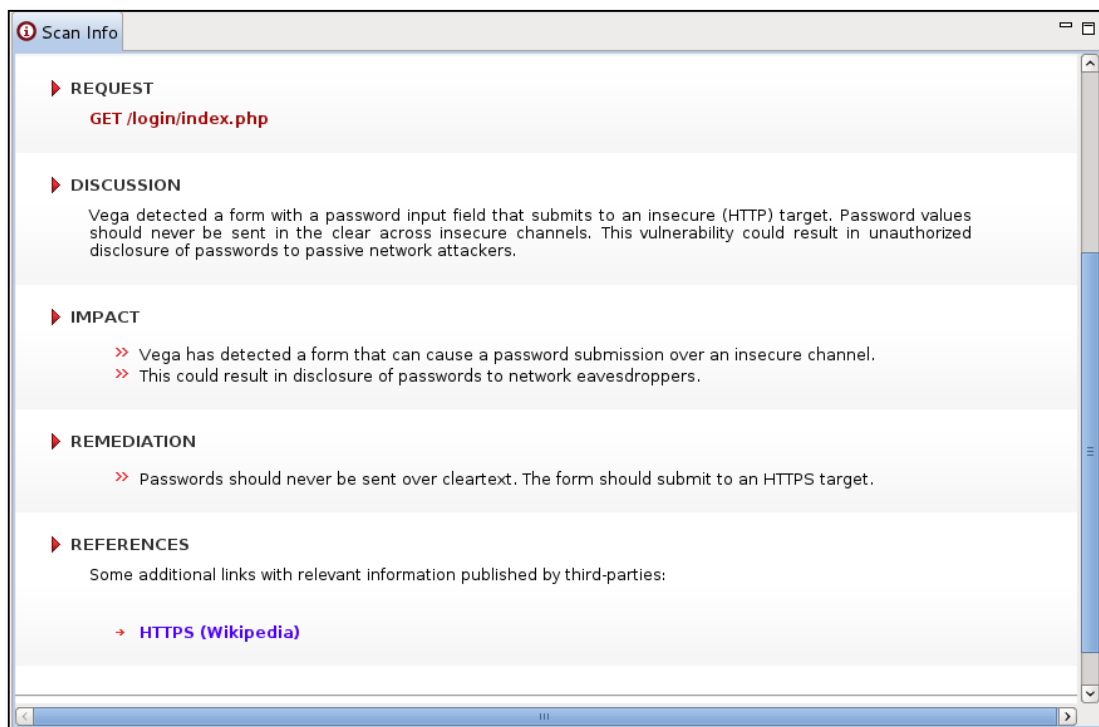 Scan Info
REQUEST
GET /login/index.php
DISCUSSION
Vega detected a form with a password input field that submits to an insecure (HTTP) target. Password values
should never be sent in the clear across insecure channels. This vulnerability could result in unauthorized
disclosure of passwords to passive network attackers.
IMPACT
Vega has detected a form that can cause a password submission over an insecure channel.
This could result in disclosure of passwords to network eavesdroppers.
REMEDIATION
Passwords should never be sent over cleartext. The form should submit to an HTTPS target.
REFERENCES
Some additional links with relevant information published by third-parties:
HTTPS (Wikipedia)